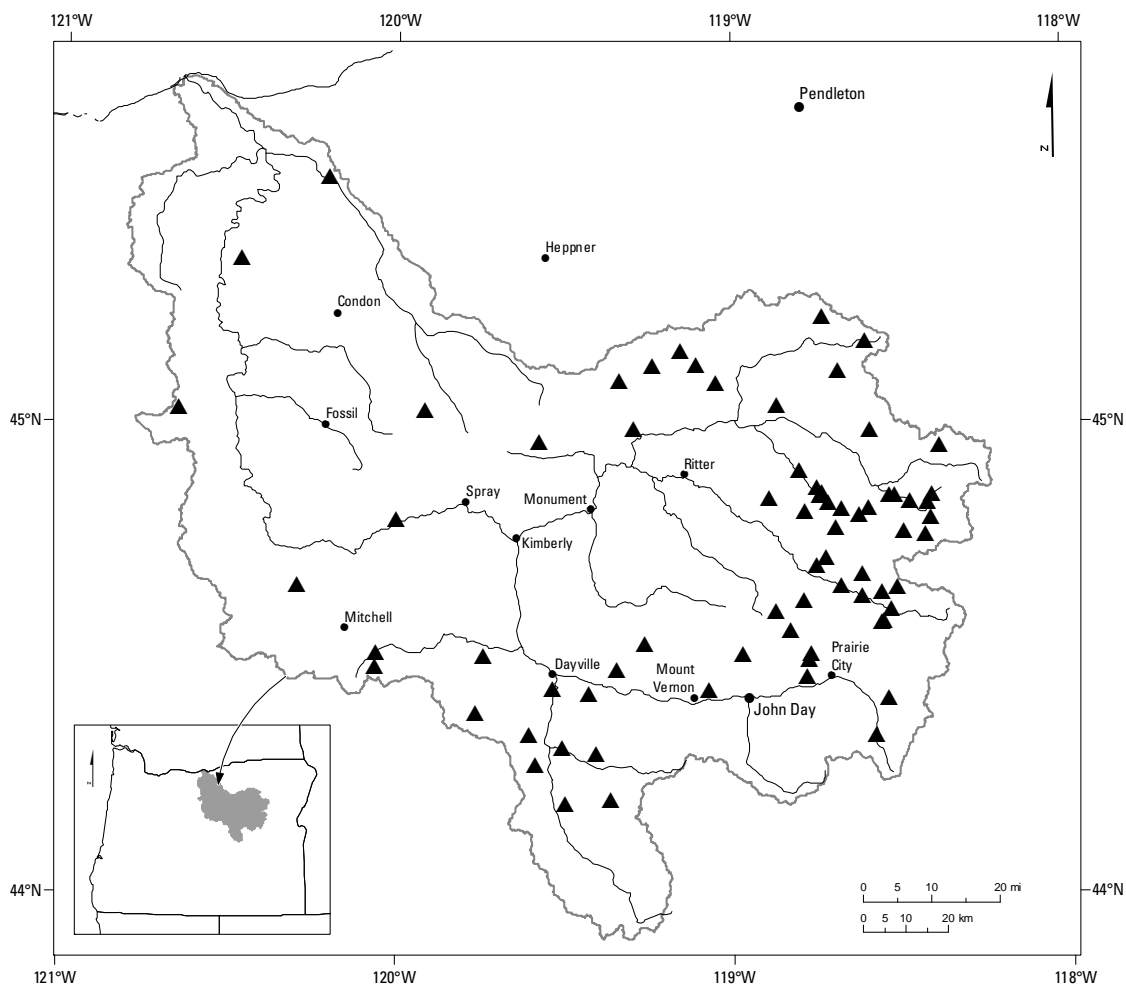 121°W 120°W 119°W 118°W
Pendleton
N
Heppner
Condon
45°N 45°N
Fossil
Ritter
Spray
Monument
Kimberly
Mitchell
Prairie
City
Dayville
Mount
Vernon
John Day
N
44°N 44°N
0 5 10 20 mi
0 5 10 20 km
121°W 120°W 119°W 118°W